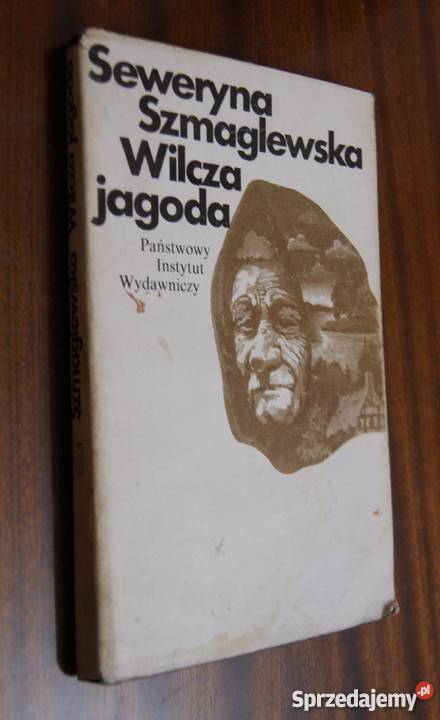 Seweryna
Szmaglewska
Wilcza
jagoda
Państwowy
Instytut
Wydawniczy
Szmaglewska Wilcza jagoda
Sprzedajemy.pl